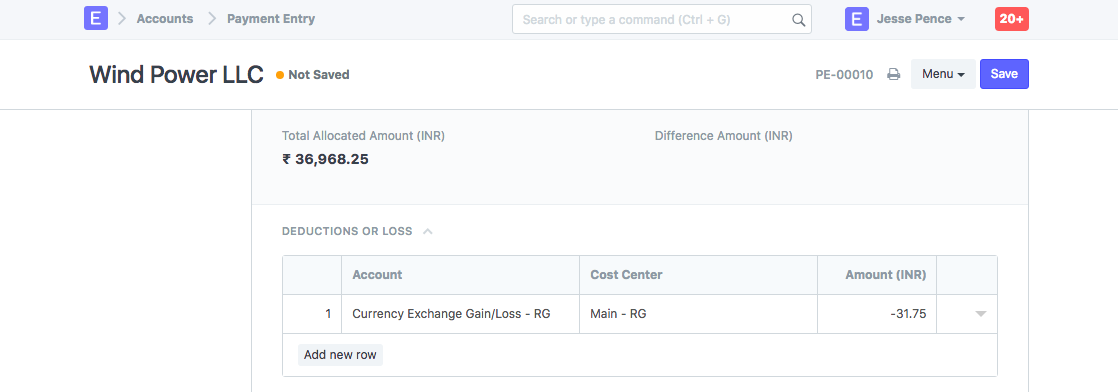 E Accounts Payment Entry Search or type a command (Ctrl + G) E Jesse Pence 20+
Wind Power LLC Not Saved PE-00010 Menu Save
Total Allocated Amount (INR) Difference Amount (INR)
₹ 36,968.25
DEDUCTIONS OR LOSS
Account Cost Center Amount (INR)
1 Currency Exchange Gain/Loss - RG Main - RG -31.75
Add new row